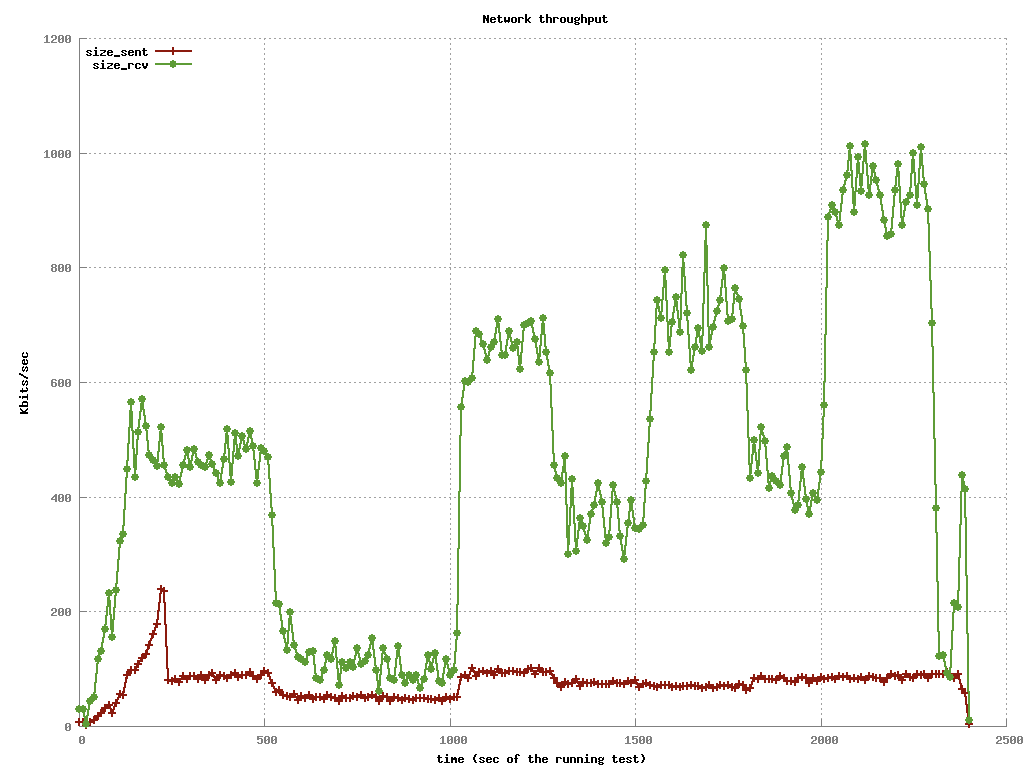 Network throughput
1200
size_sent
size_rcv
1000
800
600
400
200
0
Kbits/sec
0 500 1000 1500 2000 2500
time (sec of the running test)